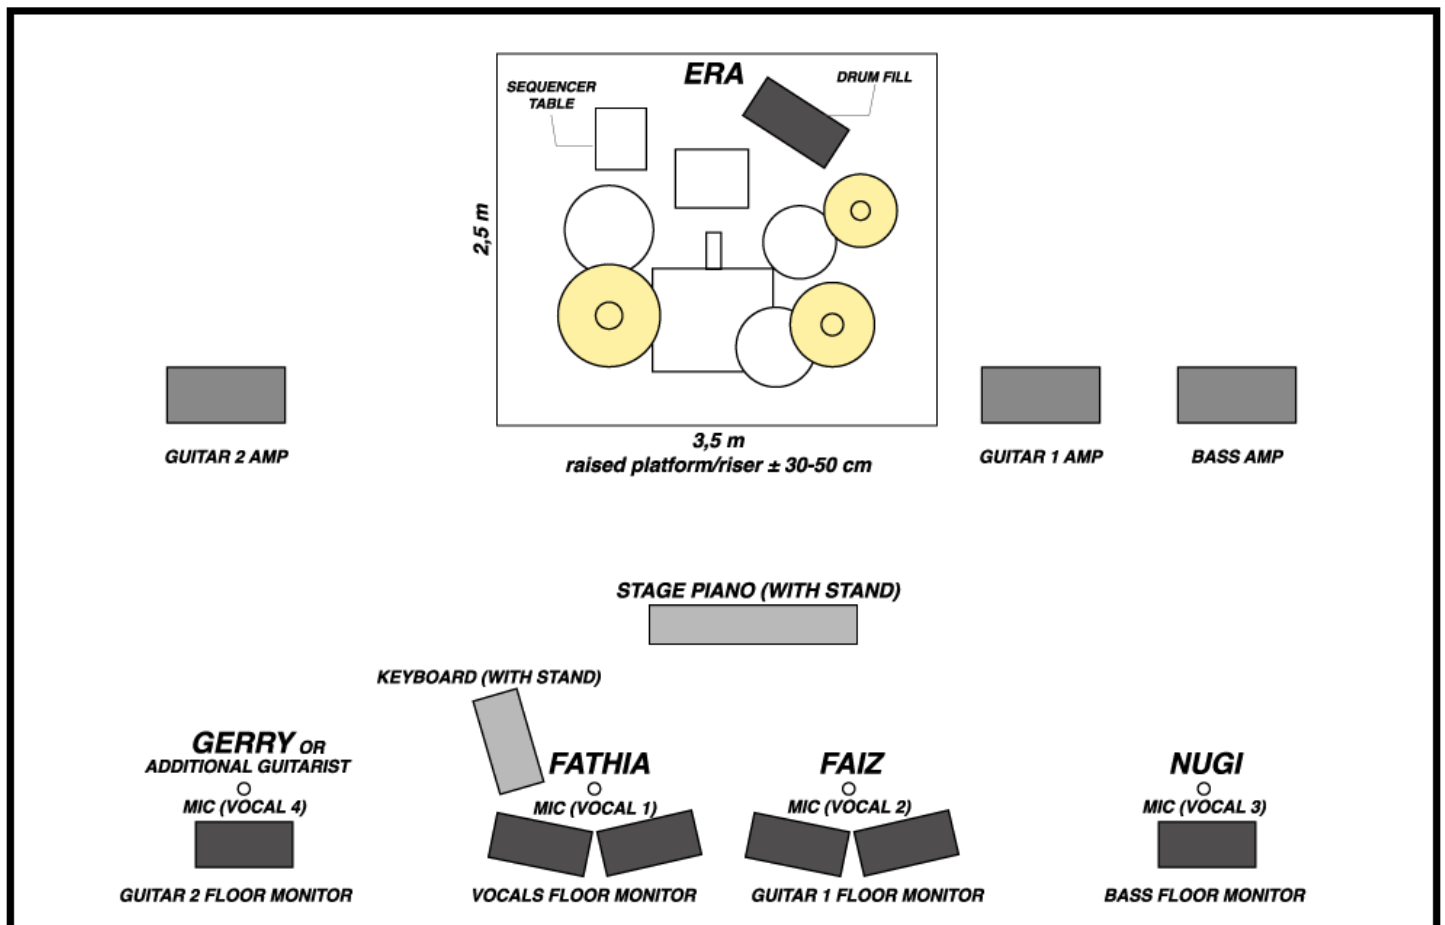 ERA
DRUM FILL
SEQUENCER
TABLE
2,5 m
3,5 m
raised platform/riser ± 30-50 cm
GUITAR 2 AMP
GUITAR 1 AMP
BASS AMP
STAGE PIANO (WITH STAND)
KEYBOARD (WITH STAND)
GERRY OR
ADDITIONAL GUITARIST
MIC (VOCAL 4)
GUITAR 2 FLOOR MONITOR
FATHIA
MIC (VOCAL 1)
VOCALS FLOOR MONITOR
FAIZ
MIC (VOCAL 2)
GUITAR 1 FLOOR MONITOR
NUGI
MIC (VOCAL 3)
BASS FLOOR MONITOR